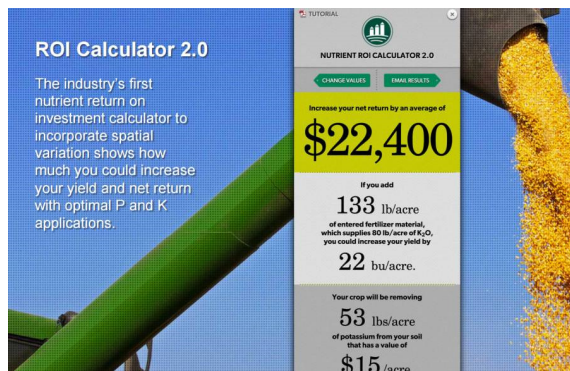 TUTORIAL
ROI Calculator 2.0
The industry's first
nutrient return on
investment calculator to
incorporate spatial
variation shows how
much you could increase
your yield and net return
with optimal P and K
applications.
NUTRIENT ROI CALCULATOR 2.0
CHANGE VALUES
EMAIL RESULTS
Increase your net return by an average of
$22,400
If you add
133 lb/acre
of entered fertilizer material,
which supplies 80 lb/acre of K₂O,
you could increase your yield by
22 bu/acre.
Your crop will be removing
53 lbs/acre
of potassium from your soil
that has a value of
$15/acre